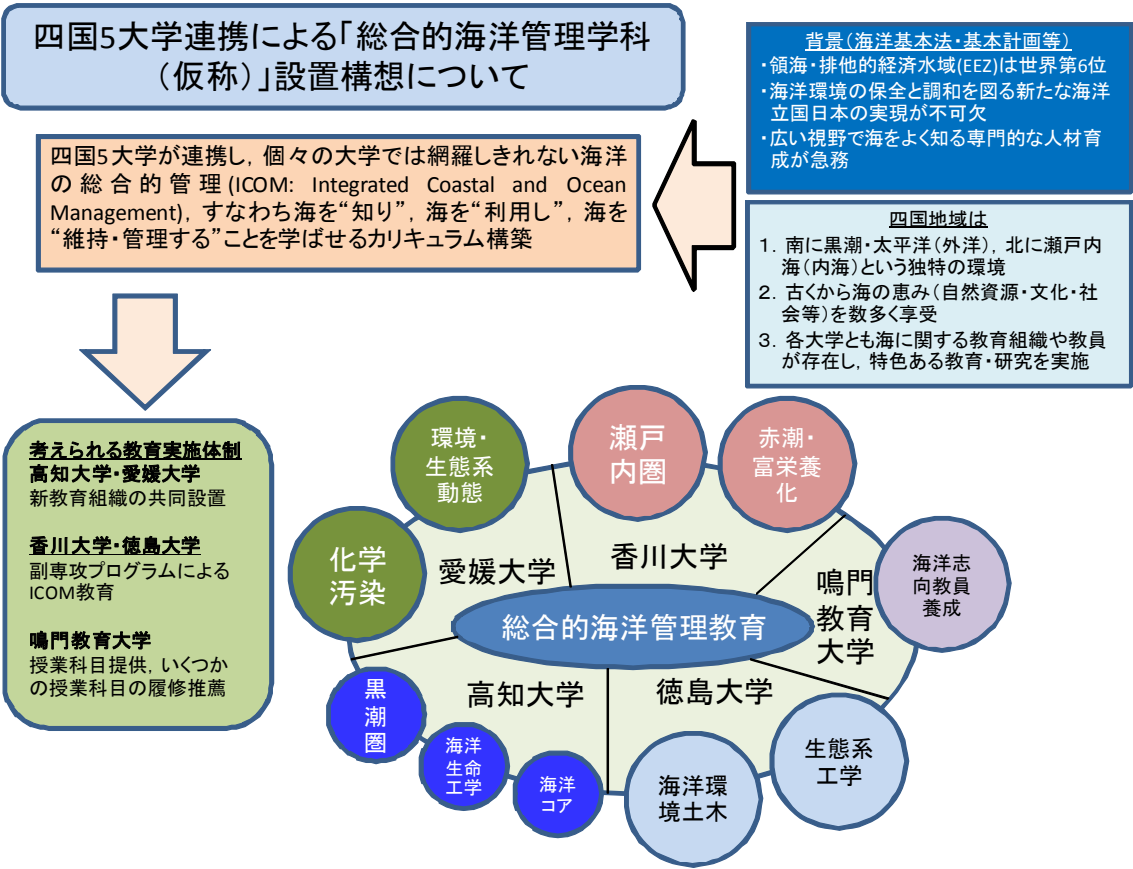 四国5大学連携による「総合的海洋管理学科
（仮称）」設置構想について
背景（海洋基本法・基本計画等）
・領海・排他的経済水域(EEZ)は世界第6位
・海洋環境の保全と調和を図る新たな海洋
立国日本の実現が不可欠
・広い視野で海をよく知る専門的な人材育
成が急務
四国5大学が連携し，個々の大学では網羅しきれない海洋
の総合的管理(ICOM: Integrated Coastal and Ocean
Management)，すなわち海を“知り”，海を“利用し”，海を
“維持・管理する”ことを学ばせるカリキュラム構築
四国地域は
1．南に黒潮・太平洋（外洋），北に瀬戸内
海（内海）という独特の環境
2．古くから海の恵み（自然資源・文化・社
会等）を数多く享受
3．各大学とも海に関する教育組織や教員
が存在し，特色ある教育・研究を実施
考えられる教育実施体制
高知大学・愛媛大学
新教育組織の共同設置
香川大学・徳島大学
副専攻プログラムによる
ICOM教育
鳴門教育大学
授業科目提供，いくつか
の授業科目の履修推薦
環境・
生態系
動態
瀬戸
内圏
赤潮・
富栄養
化
化学
汚染
愛媛大学
香川大学
鳴門
教育
大学
海洋志
向教員
養成
総合的海洋管理教育
高知大学
徳島大学
黒
潮
圏
海洋
生命
工学
海洋
コア
海洋環
境土木
生態系
工学